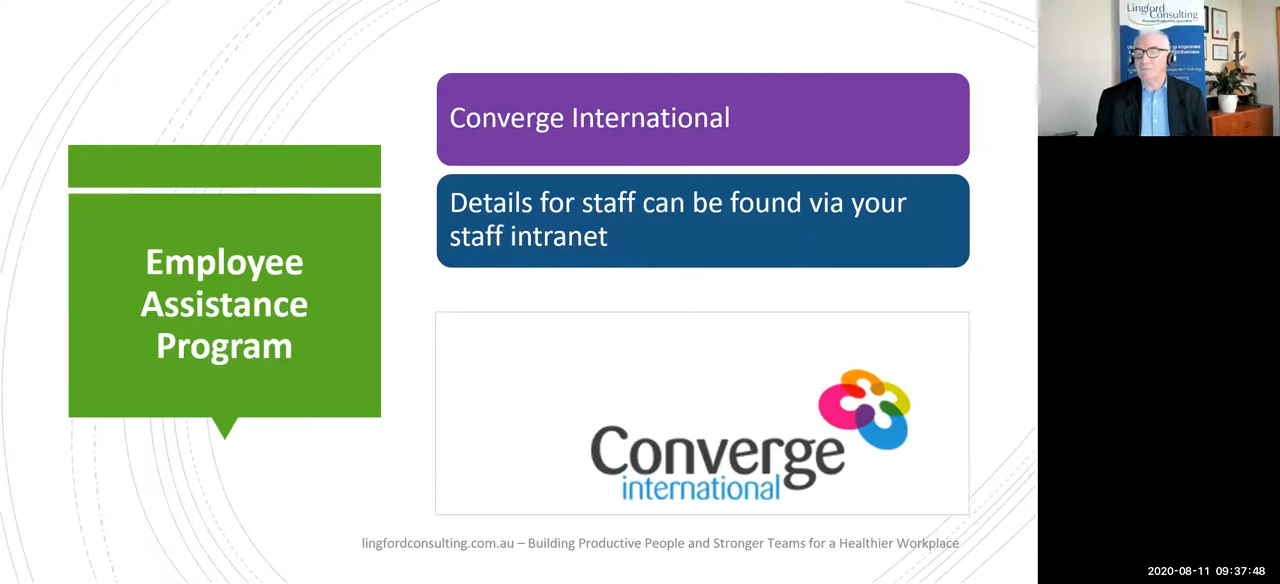 Employee
Assistance
Program
Converge International
Details for staff can be found via your
staff intranet
Converge
international
lingfordconsulting.com.au – Building Productive People and Stronger Teams for a Healthier Workplace
Lingford
Consulting
2020-08-11 09:37:48